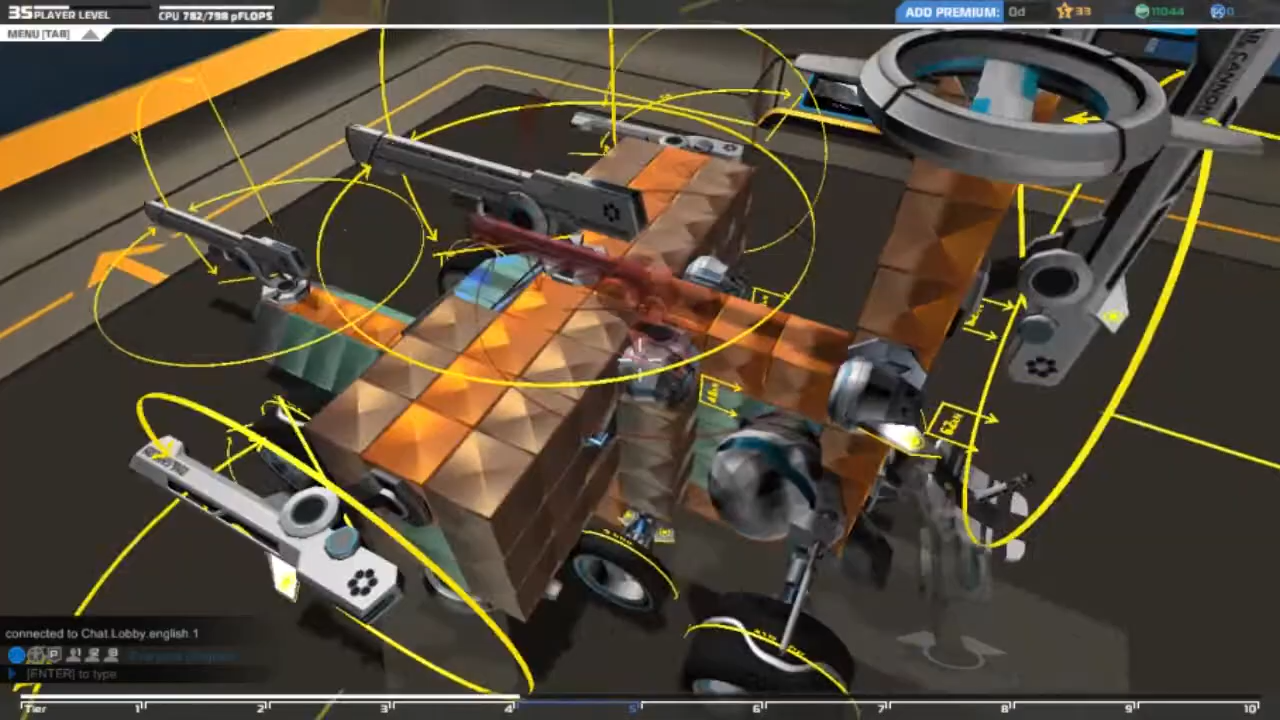 35 PLAYER LEVEL
CPU 782/798 pFLOPS
ADD PREMIUM: 0d
33
11044
0
MENU [TAB]
CANNON
connected to Chat.Lobby.english.1
[ENTER] to type
Tier 1 2 3 4 5 6 7 8 9 10